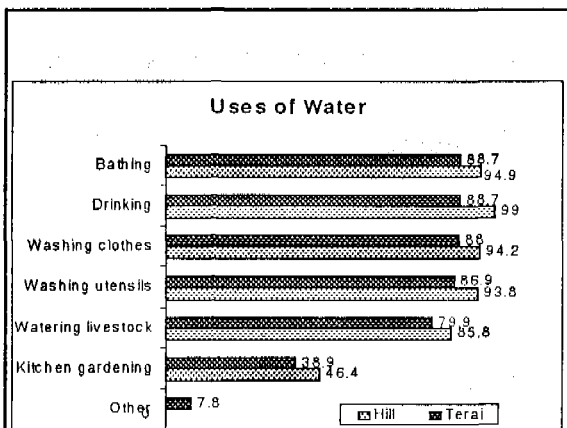 Uses of Water
Bathing 88.7
94.9
Drinking 88.7
99
Washing clothes 88
94.2
Washing utensils 86.9
93.8
Watering livestock 79.9
85.8
Kitchen gardening 38.9
46.4
Other 7.8
0
Hill Terai